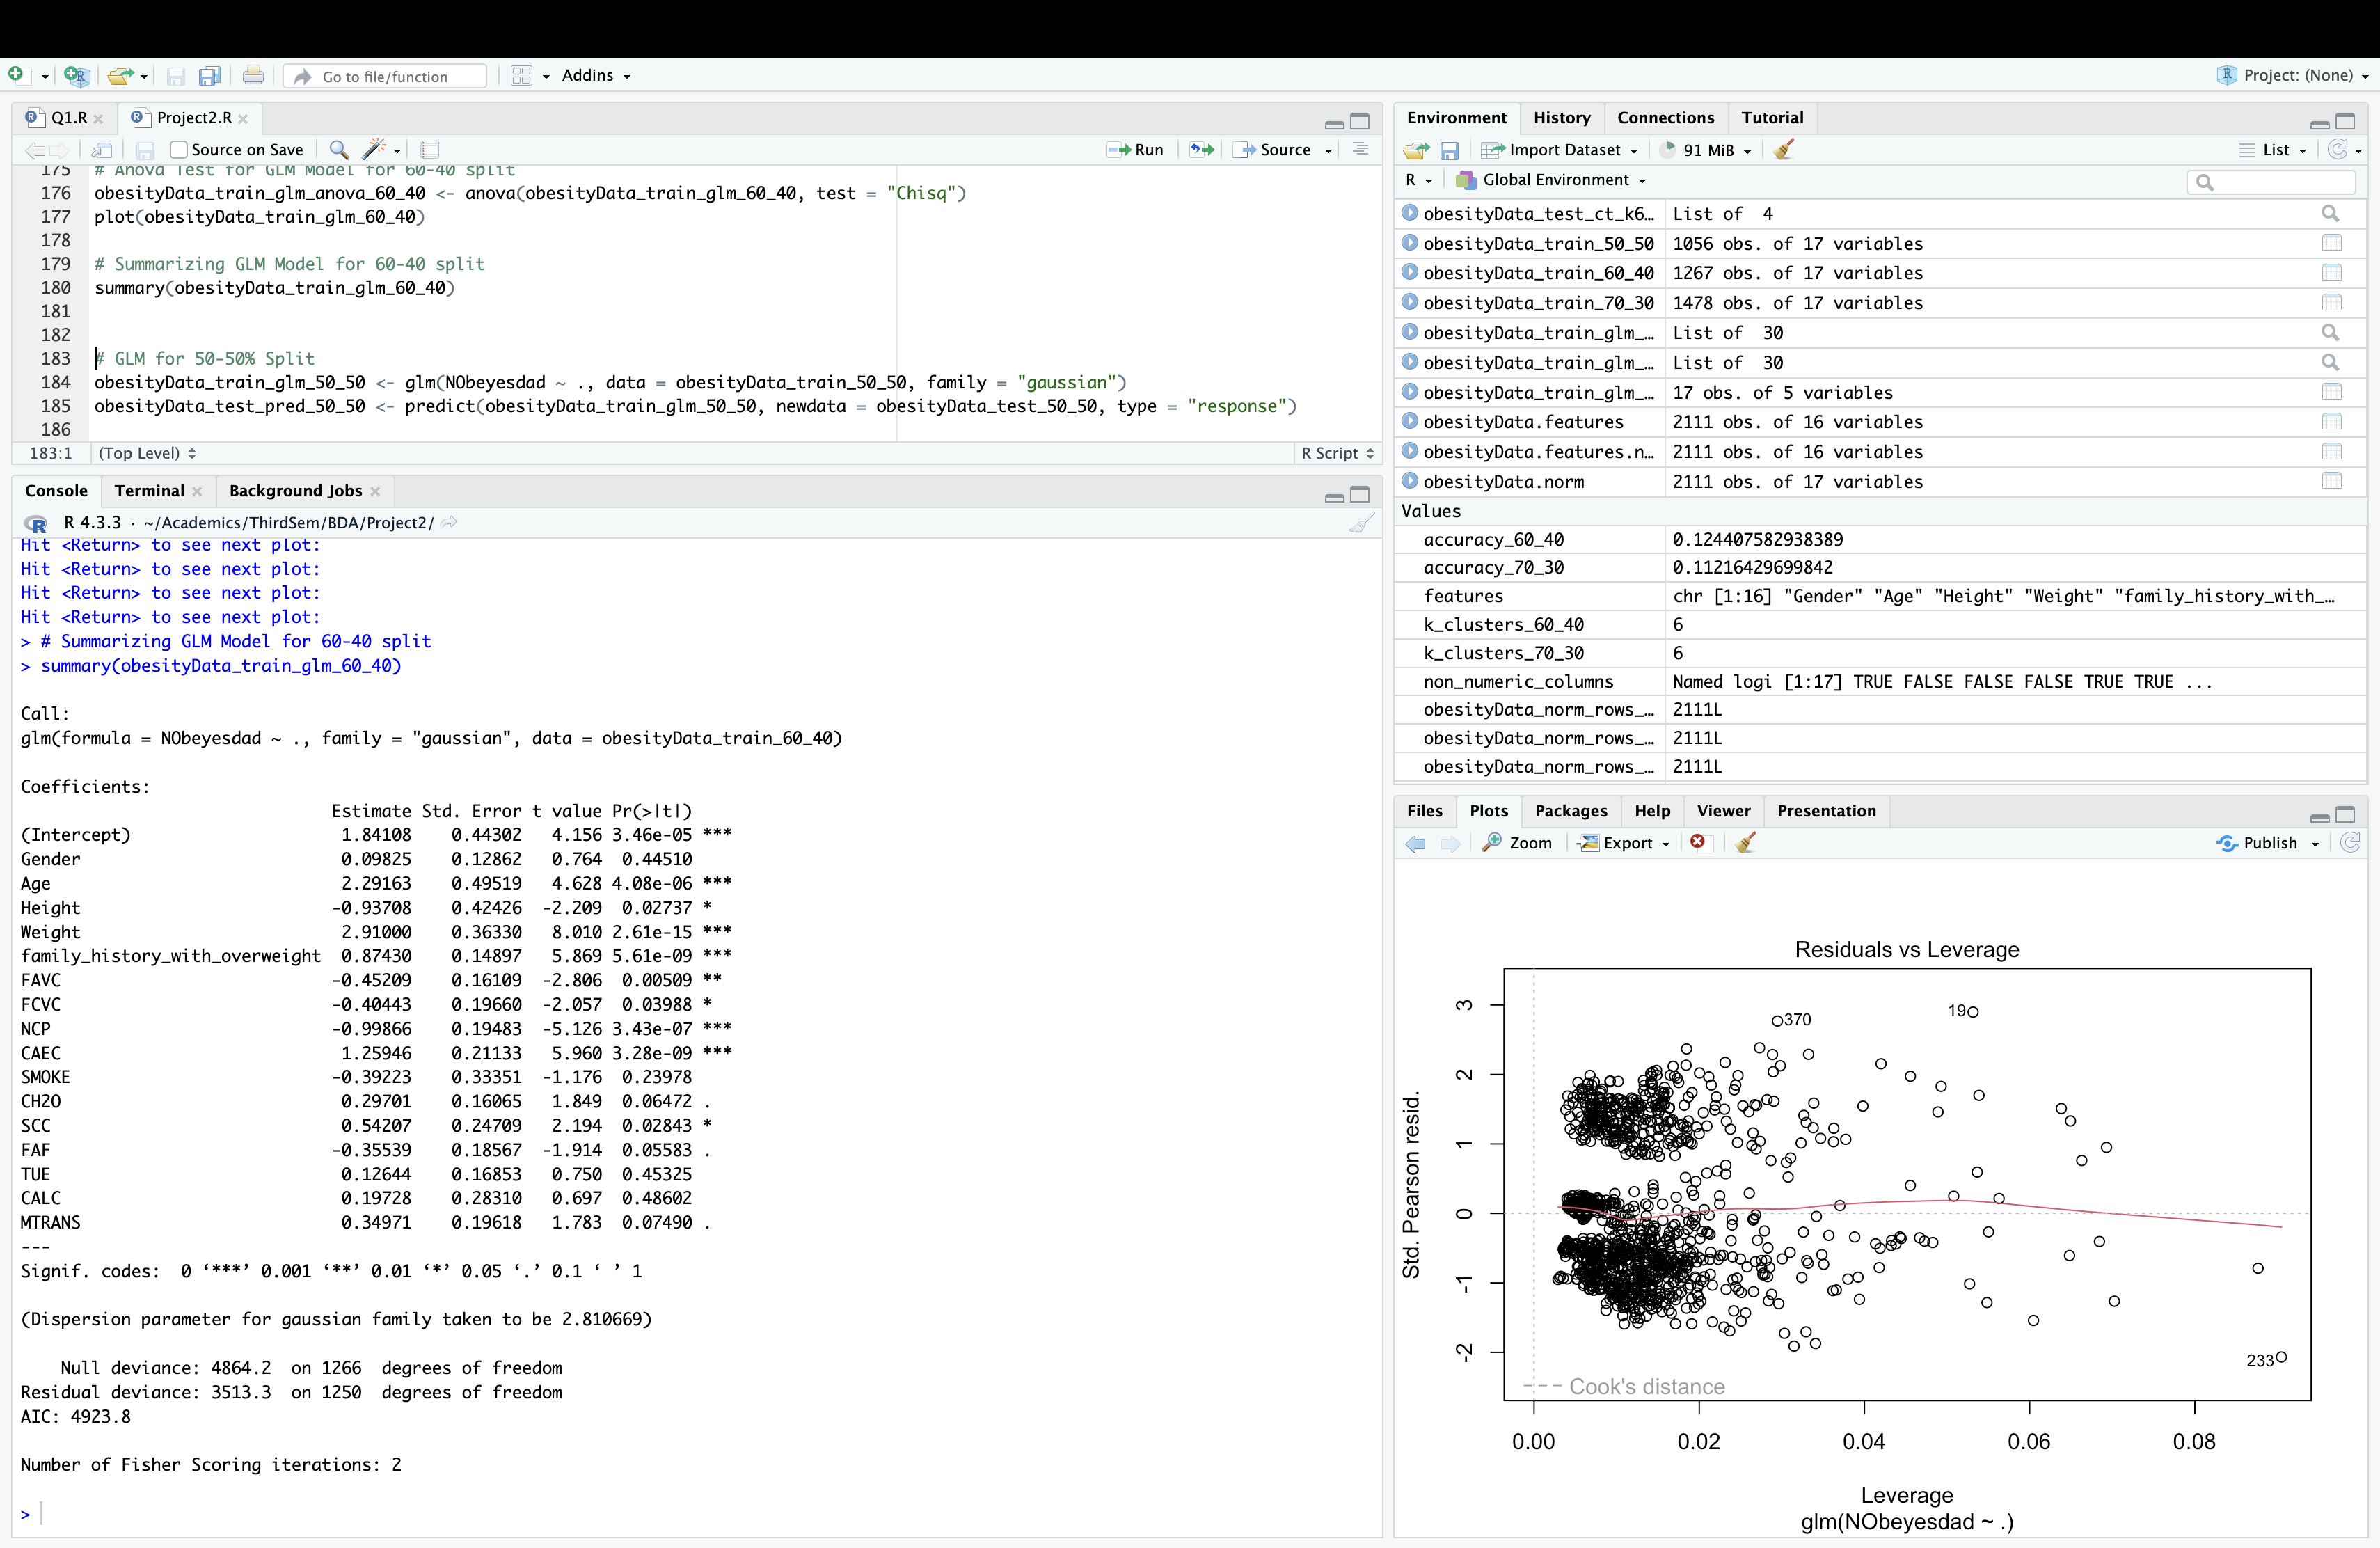 Go to file/function
Addins
Project: (None)
Q1.R
Project2.R
Source on Save
Run
Source
175 # Anova Test for GLM Model for 60-40 split
176 obesityData_train_glm_anova_60_40 <- anova(obesityData_train_glm_60_40, test = "Chisq")
177 plot(obesityData_train_glm_60_40)
178
179 # Summarizing GLM Model for 60-40 split
180 summary(obesityData_train_glm_60_40)
181
182
183 # GLM for 50-50% Split
184 obesityData_train_glm_50_50 <- glm(NObeyesdad ~ ., data = obesityData_train_50_50, family = "gaussian")
185 obesityData_test_pred_50_50 <- predict(obesityData_train_glm_50_50, newdata = obesityData_test_50_50, type = "response")
186
183:1 (Top Level) R Script
Console Terminal Background Jobs
R 4.3.3 · ~/Academics/ThirdSem/BDA/Project2/
Hit <Return> to see next plot:
Hit <Return> to see next plot:
Hit <Return> to see next plot:
Hit <Return> to see next plot:
> # Summarizing GLM Model for 60-40 split
> summary(obesityData_train_glm_60_40)
Call:
glm(formula = NObeyesdad ~ ., family = "gaussian", data = obesityData_train_60_40)
Coefficients:
Estimate Std. Error t value Pr(>|t|)
(Intercept) 1.84108 0.44302 4.156 3.46e-05 ***
Gender 0.09825 0.12862 0.764 0.44510
Age 2.29163 0.49519 4.628 4.08e-06 ***
Height -0.93708 0.42426 -2.209 0.02737 *
Weight 2.91000 0.36330 8.010 2.61e-15 ***
family_history_with_overweight 0.87430 0.14897 5.869 5.61e-09 ***
FAVC -0.45209 0.16109 -2.806 0.00509 **
FCVC -0.40443 0.19660 -2.057 0.03988 *
NCP -0.99866 0.19483 -5.126 3.43e-07 ***
CAEC 1.25946 0.21133 5.960 3.28e-09 ***
SMOKE -0.39223 0.33351 -1.176 0.23978
CH2O 0.29701 0.16065 1.849 0.06472 .
SCC 0.54207 0.24709 2.194 0.02843 *
FAF -0.35539 0.18567 -1.914 0.05583 .
TUE 0.12644 0.16853 0.750 0.45325
CALC 0.19728 0.28310 0.697 0.48602
MTRANS 0.34971 0.19618 1.783 0.07490 .
---
Signif. codes: 0 ‘***’ 0.001 ‘**’ 0.01 ‘*’ 0.05 ‘.’ 0.1 ‘ ’ 1
(Dispersion parameter for gaussian family taken to be 2.810669)
Null deviance: 4864.2 on 1266 degrees of freedom
Residual deviance: 3513.3 on 1250 degrees of freedom
AIC: 4923.8
Number of Fisher Scoring iterations: 2
>
Environment History Connections Tutorial
Import Dataset 91 MiB List
R Global Environment
obesityData_test_ct_k6… List of 4
obesityData_train_50_50 1056 obs. of 17 variables
obesityData_train_60_40 1267 obs. of 17 variables
obesityData_train_70_30 1478 obs. of 17 variables
obesityData_train_glm_… List of 30
obesityData_train_glm_… List of 30
obesityData_train_glm_… 17 obs. of 5 variables
obesityData.features 2111 obs. of 16 variables
obesityData.features.n… 2111 obs. of 16 variables
obesityData.norm 2111 obs. of 17 variables
Values
accuracy_60_40 0.124407582938389
accuracy_70_30 0.11216429699842
features chr [1:16] "Gender" "Age" "Height" "Weight" "family_history_with_…
k_clusters_60_40 6
k_clusters_70_30 6
non_numeric_columns Named logi [1:17] TRUE FALSE FALSE FALSE TRUE TRUE ...
obesityData_norm_rows_… 2111L
obesityData_norm_rows_… 2111L
obesityData_norm_rows_… 2111L
Files Plots Packages Help Viewer Presentation
Zoom Export Publish
Residuals vs Leverage
Std. Pearson resid.
3
2
1
0
-1
-2
370
19
233
Cook's distance
0.00 0.02 0.04 0.06 0.08
Leverage
glm(NObeyesdad ~ .)